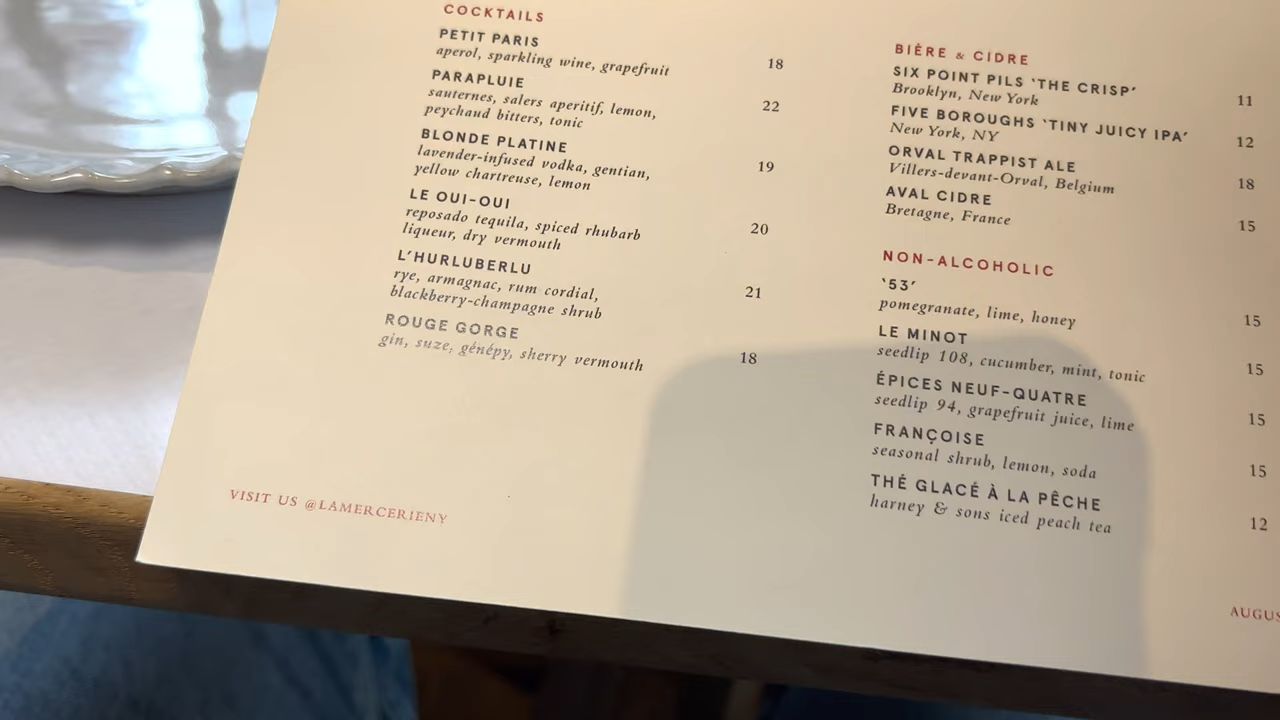 COCKTAILS
PETIT PARIS
aperol, sparkling wine, grapefruit 18
PARAPLUIE
sauternes, salers aperitif, lemon, 22
peychaud bitters, tonic
BLONDE PLATINE
lavender-infused vodka, gentian, 19
yellow chartreuse, lemon
LE OUI-OUI
reposado tequila, spiced rhubarb 20
liqueur, dry vermouth
L'HURLUBERLU
rye, armagnac, rum cordial, 21
blackberry-champagne shrub
ROUGE GORGE
gin, suze, génépy, sherry vermouth 18
VISIT US @LAMERCERIENY
BIÈRE & CIDRE
SIX POINT PILS 'THE CRISP'
Brooklyn, New York 11
FIVE BOROUGHS 'TINY JUICY IPA'
New York, NY 12
ORVAL TRAPPIST ALE
Villers-devant-Orval, Belgium 18
AVAL CIDRE
Bretagne, France 15
NON-ALCOHOLIC
'53'
pomegranate, lime, honey 15
LE MINOT
seedlip 108, cucumber, mint, tonic 15
ÉPICES NEUF-QUATRE
seedlip 94, grapefruit juice, lime 15
FRANÇOISE
seasonal shrub, lemon, soda 15
THÉ GLACÉ À LA PÊCHE
harney & sons iced peach tea 12